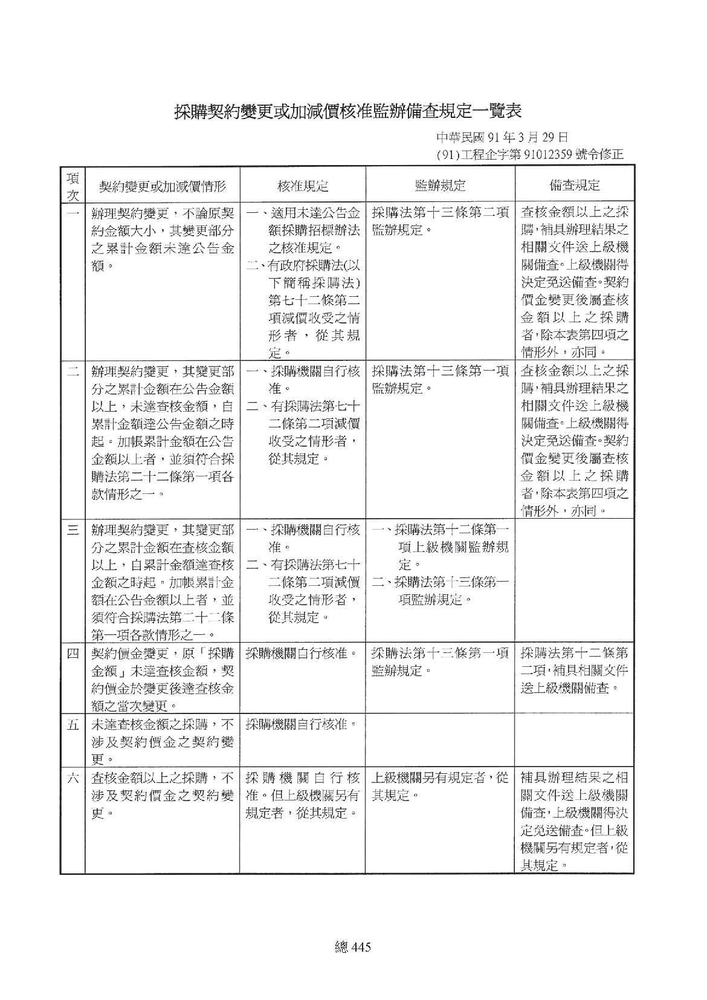 採購契約變更或加減價核准監辦備查規定一覽表
中華民國 91 年 3 月 29 日
(91)工程企字第 91012359 號令修正
項次
契約變更或加減價情形
核准規定
監辦規定
備查規定
一
辦理契約變更，不論原契
約金額大小，其變更部分
之累計金額未達公告金
額。
一、適用未達公告金
額採購招標辦法
之核准規定。
二、有政府採購法(以
下簡稱採購法)
第七十二條第二
項減價收受之情
形者，從其規
定。
採購法第十三條第二項
監辦規定。
查核金額以上之採
購，補具辦理結果之
相關文件送上級機
關備查。上級機關得
決定免送備查。契約
價金變更後屬查核
金額以上之採購
者，除本表第四項之
情形外，亦同。
二
辦理契約變更，其變更部
分之累計金額在公告金額
以上，未達查核金額，自
累計金額達公告金額之時
起。加帳累計金額在公告
金額以上者，並須符合採
購法第二十二條第一項各
款情形之一。
一、採購機關自行核
准。
二、有採購法第七十
二條第二項減價
收受之情形者，
從其規定。
採購法第十三條第一項
監辦規定。
查核金額以上之採
購，補具辦理結果之
相關文件送上級機
關備查。上級機關得
決定免送備查。契約
價金變更後屬查核
金額以上之採購
者，除本表第四項之
情形外，亦同。
三
辦理契約變更，其變更部
分之累計金額在查核金額
以上，自累計金額達查核
金額之時起。加帳累計金
額在公告金額以上者，並
須符合採購法第二十二條
第一項各款情形之一。
一、採購機關自行核
准。
二、有採購法第七十
二條第二項減價
收受之情形者，
從其規定。
一、採購法第十二條第一
項上級機關監辦規
定。
二、採購法第十三條第一
項監辦規定。
四
契約價金變更，原「採購
金額」未達查核金額，契
約價金於變更後達查核金
額之當次變更。
採購機關自行核准。
採購法第十三條第一項
監辦規定。
採購法第十二條第
二項，補具相關文件
送上級機關備查。
五
未達查核金額之採購，不
涉及契約價金之契約變
更。
採購機關自行核准。
六
查核金額以上之採購，不
涉及契約價金之契約變
更。
採購機關自行核
准。但上級機關另有
規定者，從其規定。
上級機關另有規定者，從
其規定。
補具辦理結果之相
關文件送上級機關
備查，上級機關得決
定免送備查。但上級
機關另有規定者，從
其規定。
總 445